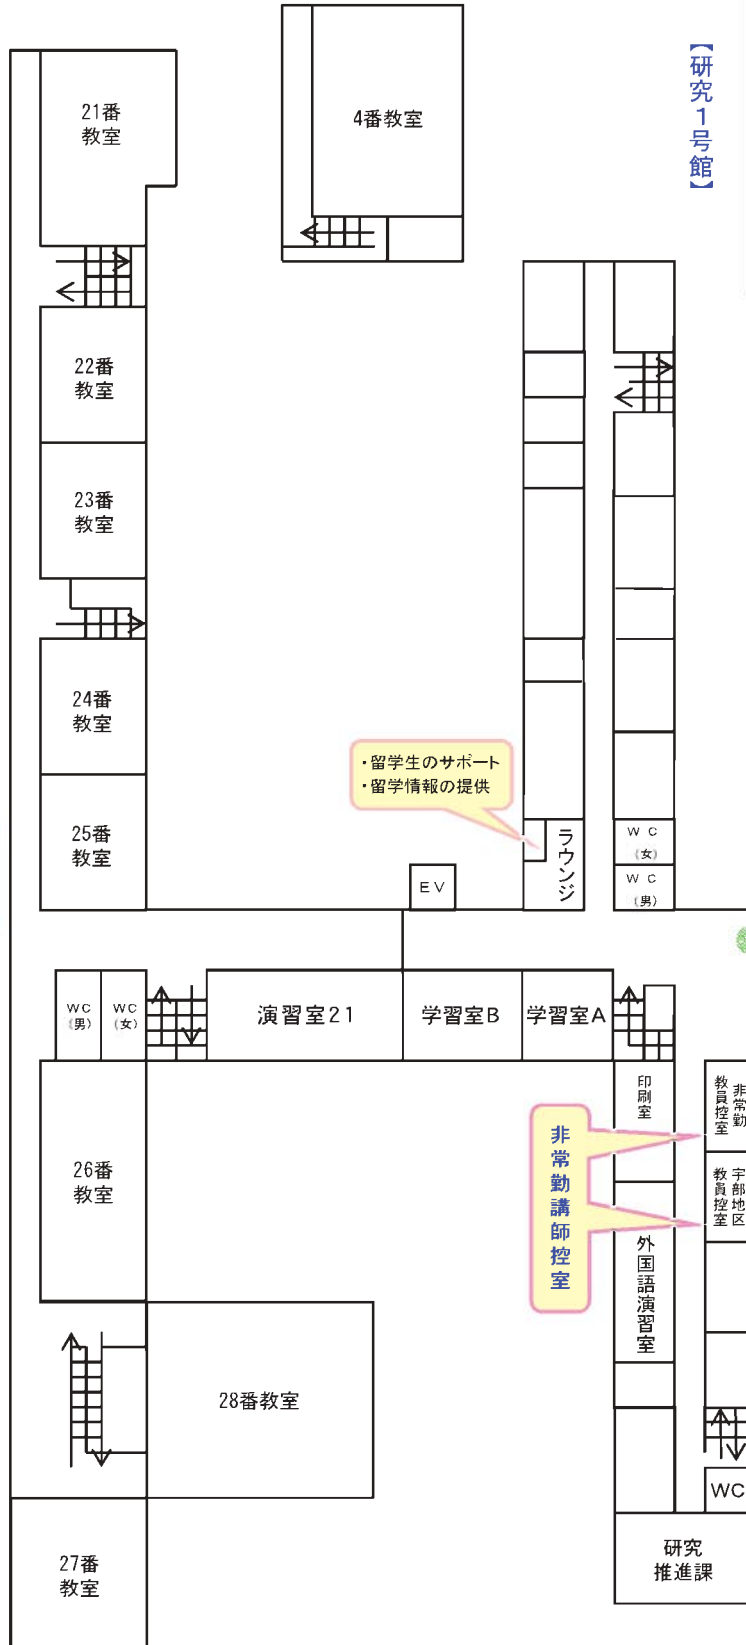 【研究1号館】
21番
教室
4番教室
22番
教室
23番
教室
24番
教室
・留学生のサポート
・留学情報の提供
25番
教室
ラウンジ
ＷＣ
(女)
ＷＣ
(男)
ＥＶ
ＷＣ
(男)
ＷＣ
(女)
演習室21
学習室B
学習室A
印刷室
非常勤
教員控室
非常勤講師控室
宇部地区
教員控室
26番
教室
外国語演習室
28番教室
WC
27番
教室
研究
推進課